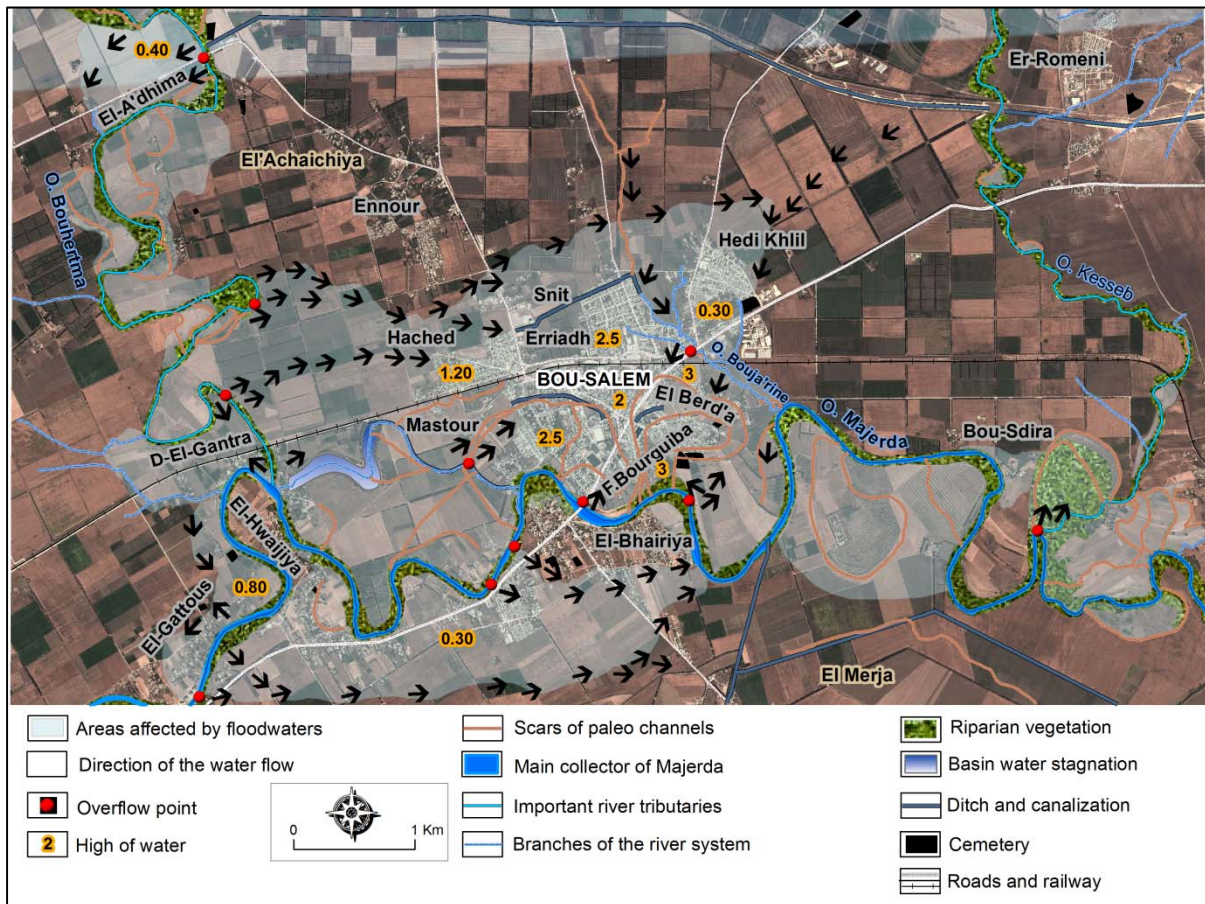 0.40
El-A'dhima
Er-Romeni
El'Achaichiya
O. Bouhertma
Ennour
Hedi Khlil
O. Kesseb
Snit
0.30
Hached
Erriadh 2.5
O. Bouja'rine
1.20
BOU-SALEM
3
El Berd'a
2
O. Majerda
Mastour
2.5
Bou-Sdira
D-El-Gantra
F.Bourguiba
3
El-Hwaijiya
El-Bhairiya
0.80
El-Gattous
0.30
El Merja
Areas affected by floodwaters
Direction of the water flow
Overflow point
2 High of water
0 1 Km
Scars of paleo channels
Main collector of Majerda
Important river tributaries
Branches of the river system
Riparian vegetation
Basin water stagnation
Ditch and canalization
Cemetery
Roads and railway